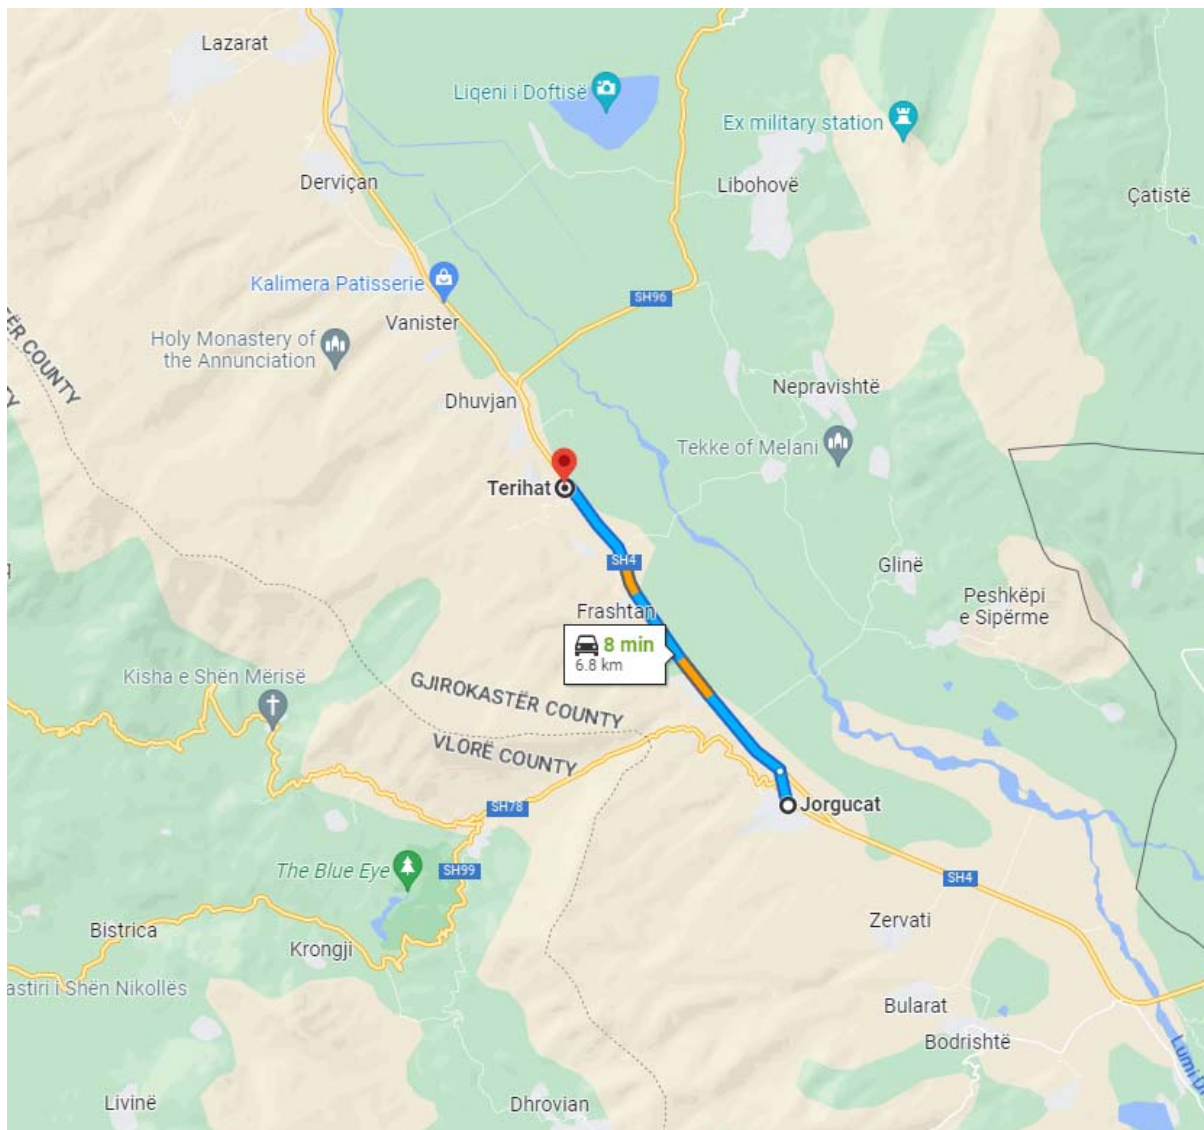 Lazarat
Liqeni i Doftisë
Ex military station
Derviçan
Libohovë
Çatistë
Kalimera Patisserie
SH96
Vanister
Holy Monastery of
the Annunciation
COUNTY
Nepravishtë
Dhuvjan
Tekke of Melani
Terihat
SH4
Glinë
Peshkëpi
e Sipërme
Frashtan
8 min
6.8 km
Kisha e Shën Mërisë
GJIROKASTËR COUNTY
VLORË COUNTY
SH78
Jorgucat
The Blue Eye
SH99
SH4
Zervati
Bistrica
Krongji
astiri i Shën Nikollës
Bularat
Bodrishtë
Lumi
Livinë
Dhrovian